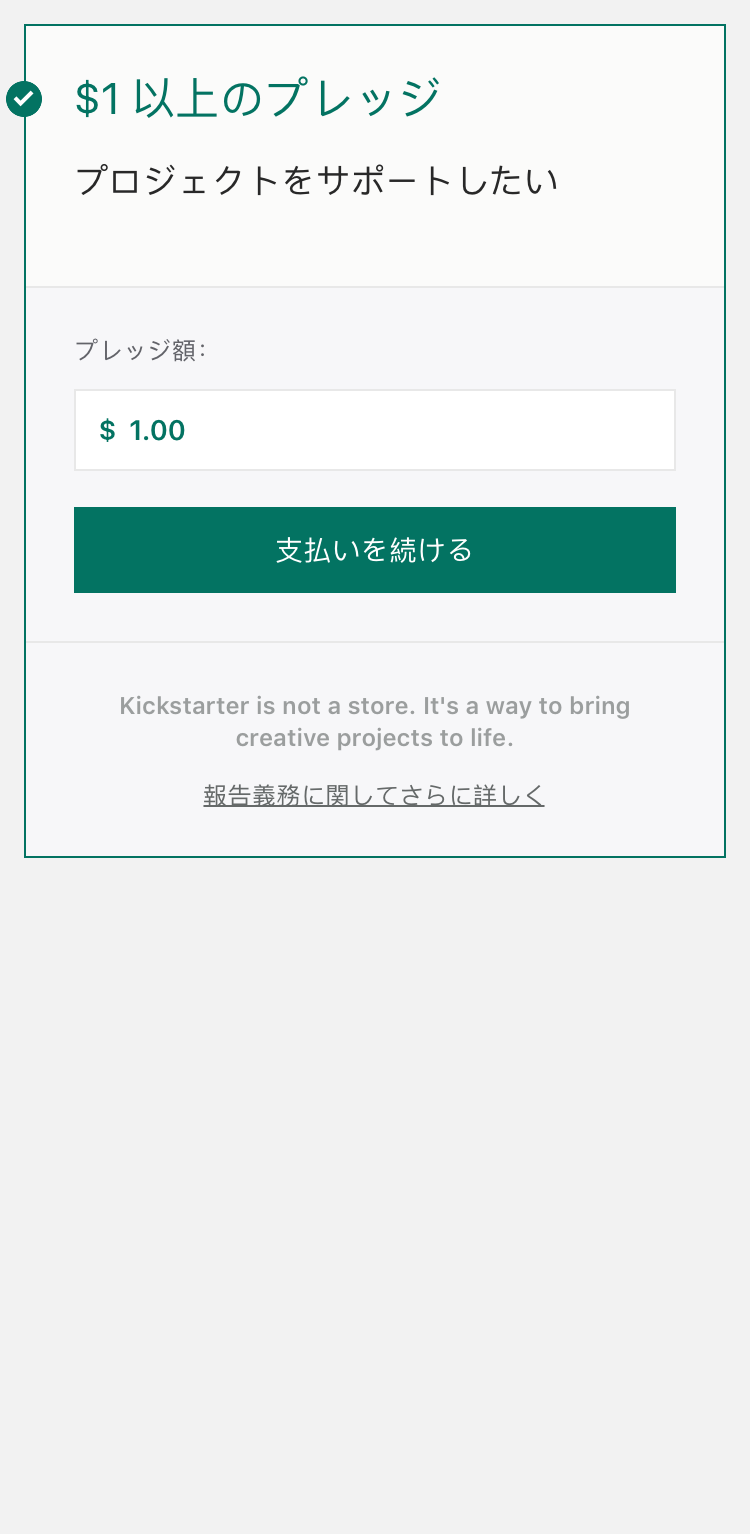 $1 以上のプレッジ
プロジェクトをサポートしたい
プレッジ額:
$ 1.00
支払いを続ける
Kickstarter is not a store. It's a way to bring
creative projects to life.
報告義務に関してさらに詳しく